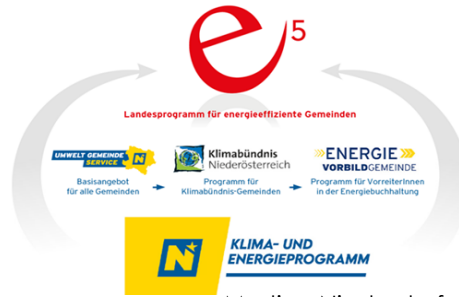 e5
Landesprogramm für energieeffiziente Gemeinden
UMWELT GEMEINDE
SERVICE N
Basisangebot
für alle Gemeinden
Klimabündnis
Niederösterreich
Programm für
Klimabündnis-Gemeinden
ENERGIE
VORBILDGEMEINDE
Programm für VorreiterInnen
in der Energiebuchhaltung
N
KLIMA- UND
ENERGIEPROGRAMM